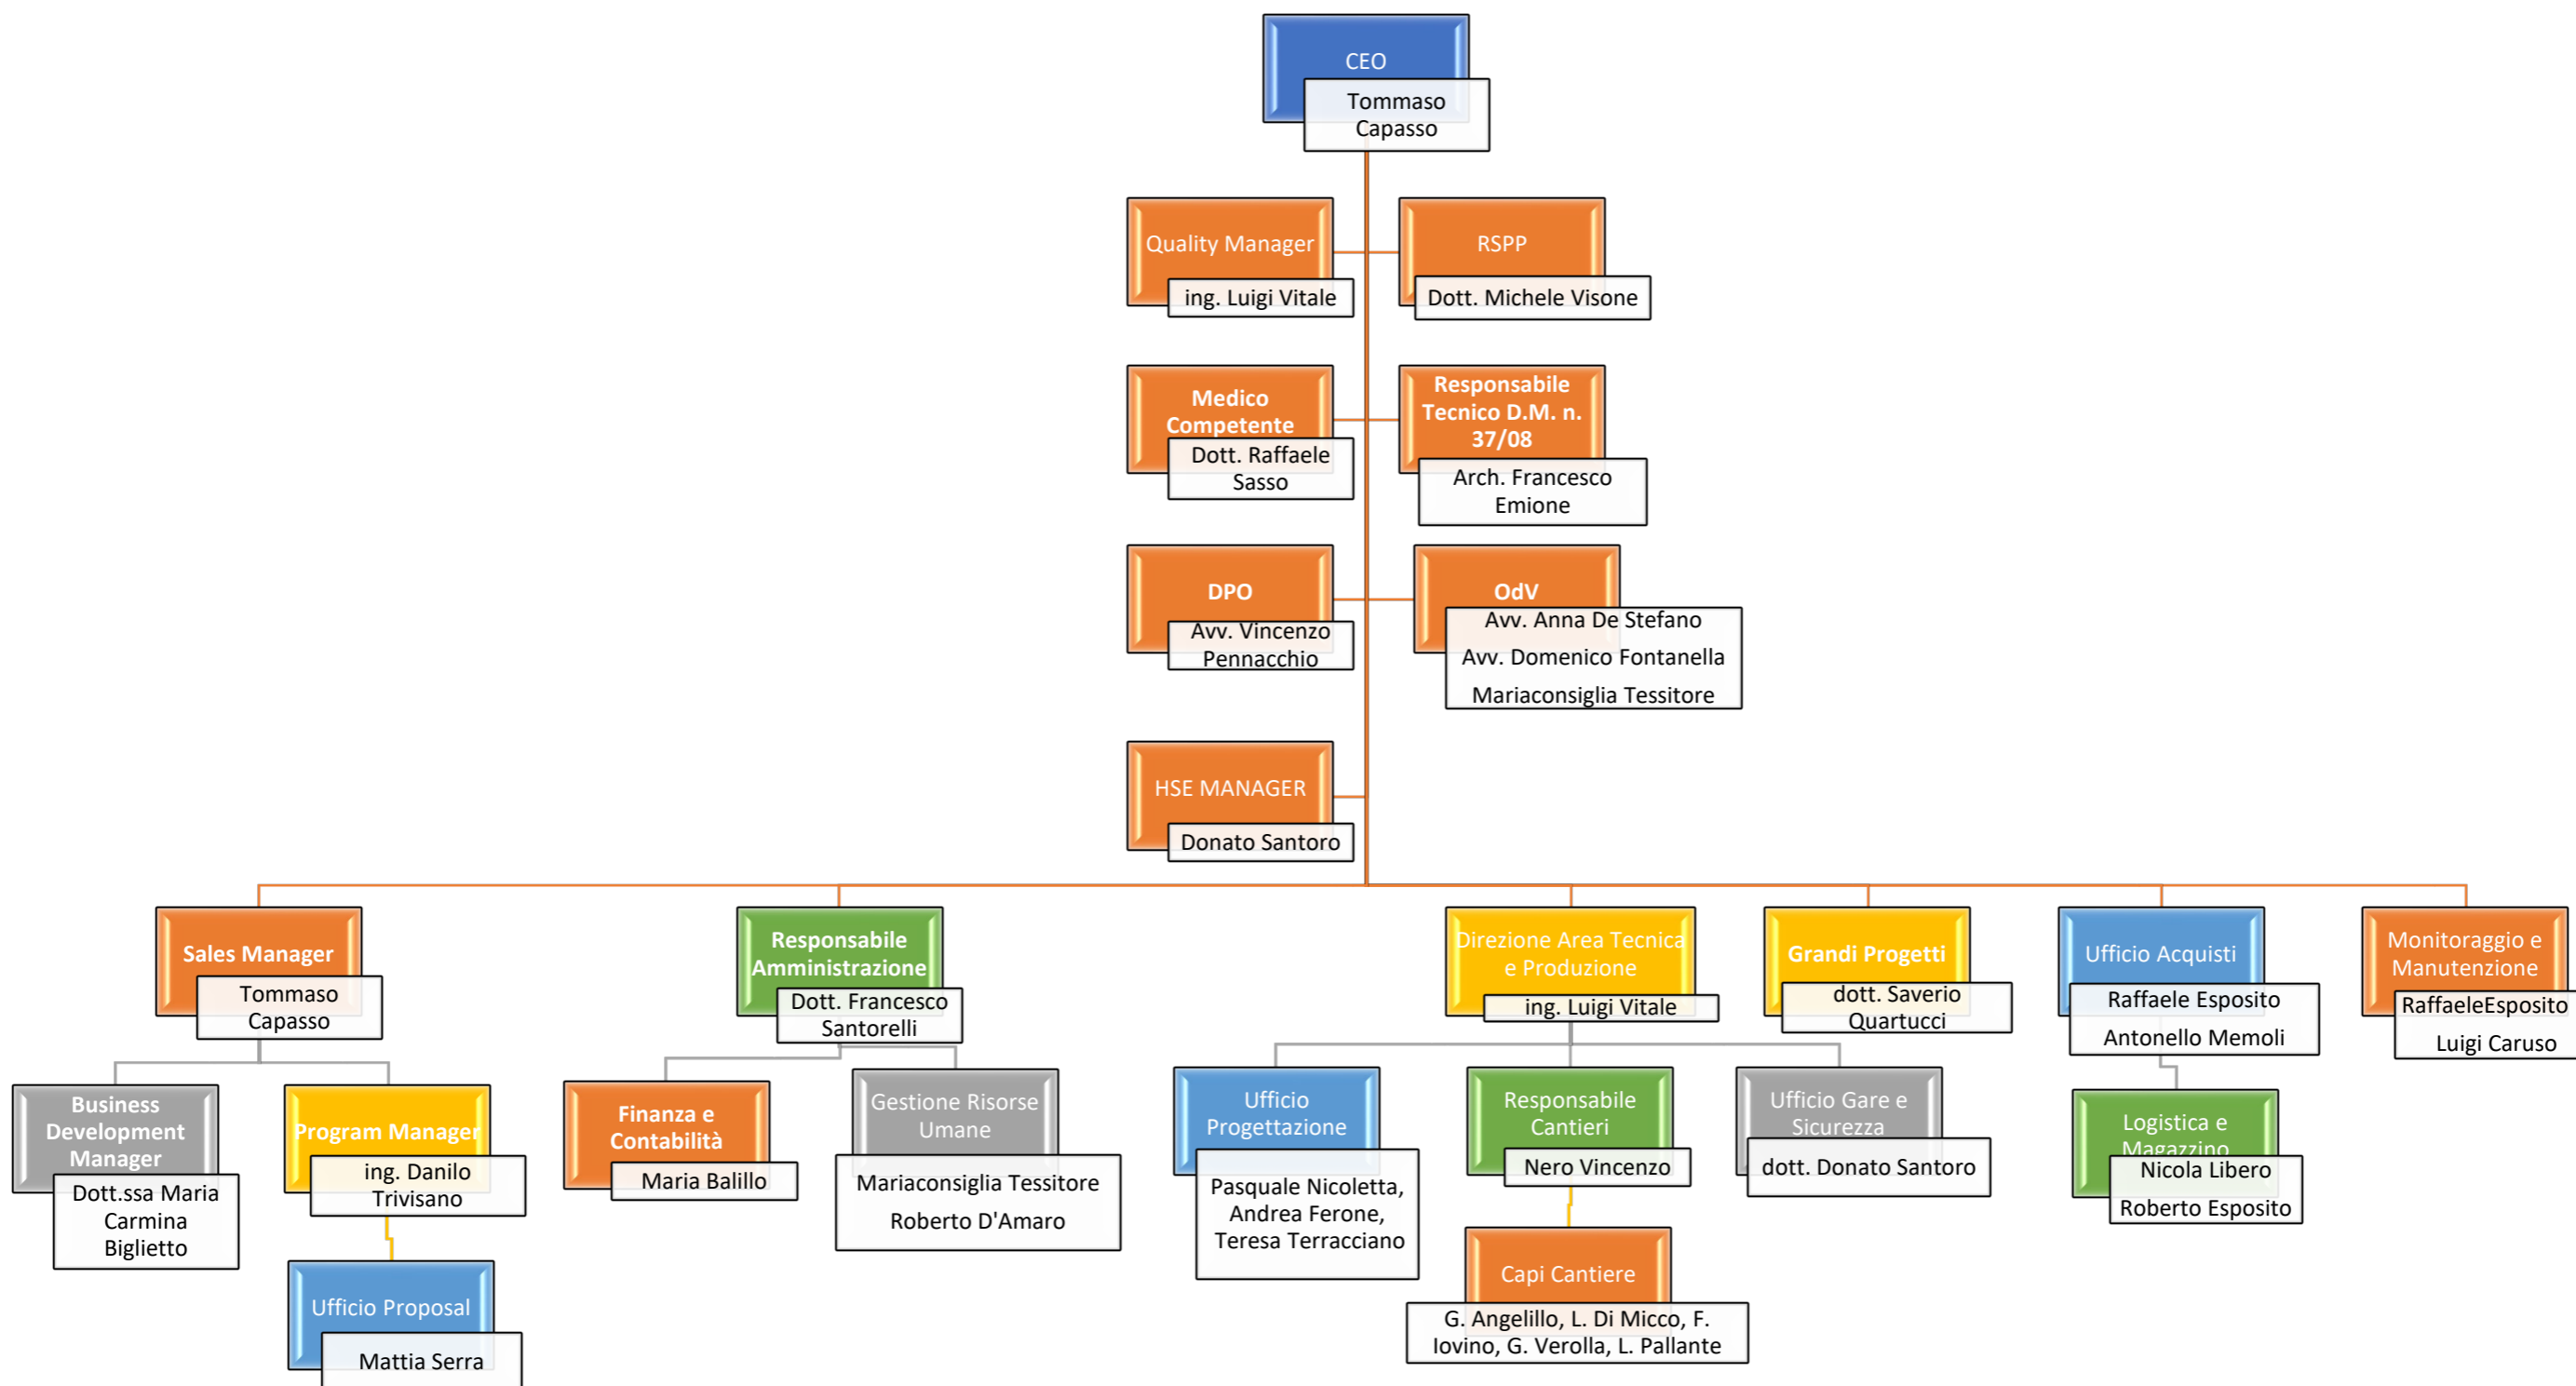 CEO
Tommaso
Capasso
Quality Manager
ing. Luigi Vitale
RSPP
Dott. Michele Visone
Medico
Competente
Dott. Raffaele
Sasso
Responsabile
Tecnico D.M. n.
37/08
Arch. Francesco
Emione
DPO
Avv. Vincenzo
Pennacchio
OdV
Avv. Anna De Stefano
Avv. Domenico Fontanella
Mariaconsiglia Tessitore
HSE MANAGER
Donato Santoro
Sales Manager
Tommaso
Capasso
Responsabile
Amministrazione
Dott. Francesco
Santorelli
Direzione Area Tecnica
e Produzione
ing. Luigi Vitale
Grandi Progetti
dott. Saverio
Quartucci
Ufficio Acquisti
Raffaele Esposito
Antonello Memoli
Monitoraggio e
Manutenzione
RaffaeleEsposito
Luigi Caruso
Business
Development
Manager
Dott.ssa Maria
Carmina
Biglietto
Program Manager
ing. Danilo
Trivisano
Finanza e
Contabilità
Maria Balillo
Gestione Risorse
Umane
Mariaconsiglia Tessitore
Roberto D'Amaro
Ufficio
Progettazione
Pasquale Nicoletta,
Andrea Ferone,
Teresa Terracciano
Responsabile
Cantieri
Nero Vincenzo
Ufficio Gare e
Sicurezza
dott. Donato Santoro
Logistica e
Magazzino
Nicola Libero
Roberto Esposito
Ufficio Proposal
Mattia Serra
Capi Cantiere
G. Angelillo, L. Di Micco, F.
Iovino, G. Verolla, L. Pallante